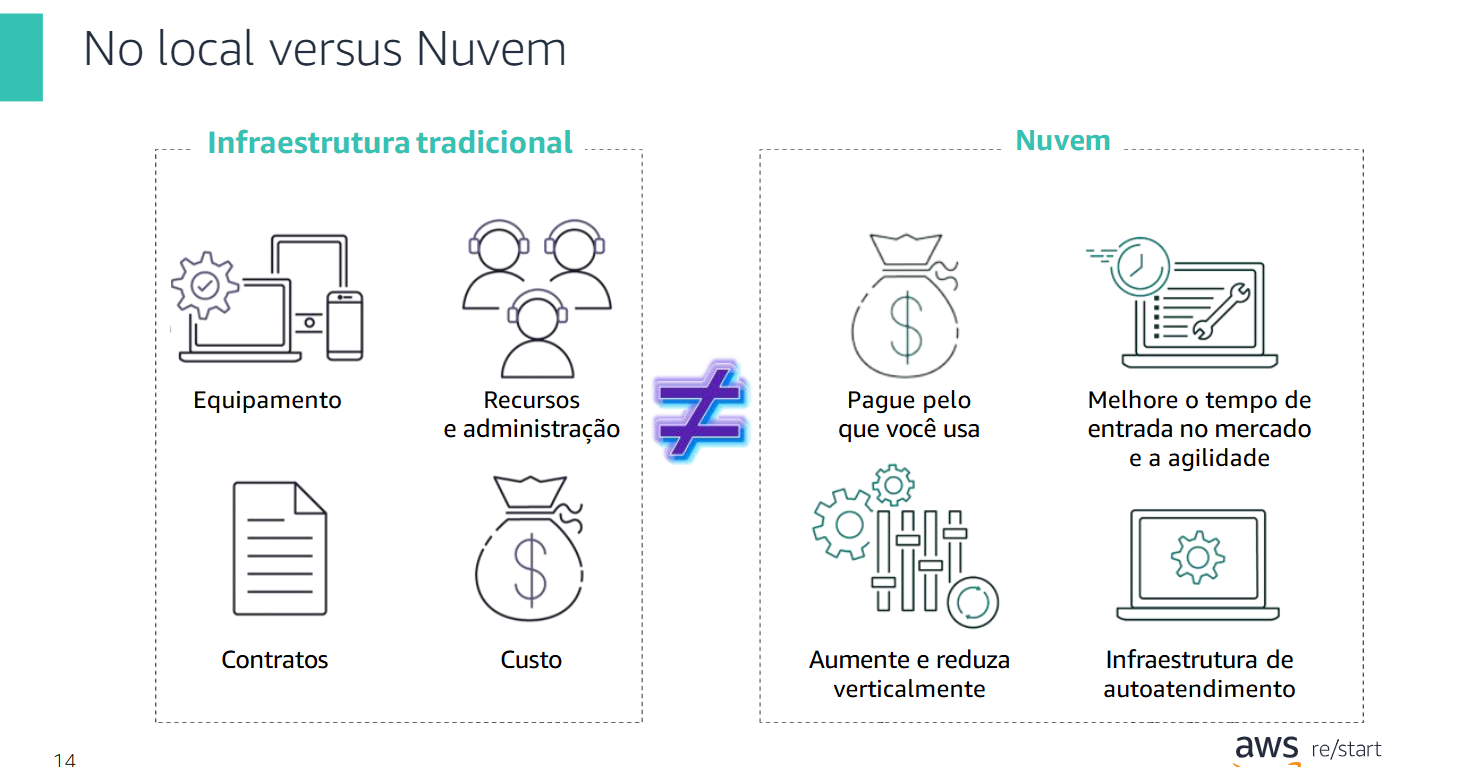 No local versus Nuvem
Infraestrutura tradicional
Equipamento
Recursos
e administração
Contratos
Custo
≠
Nuvem
Pague pelo
que você usa
Melhore o tempo de
entrada no mercado
e a agilidade
Aumente e reduza
verticalmente
Infraestrutura de
autoatendimento
14
aws re/start